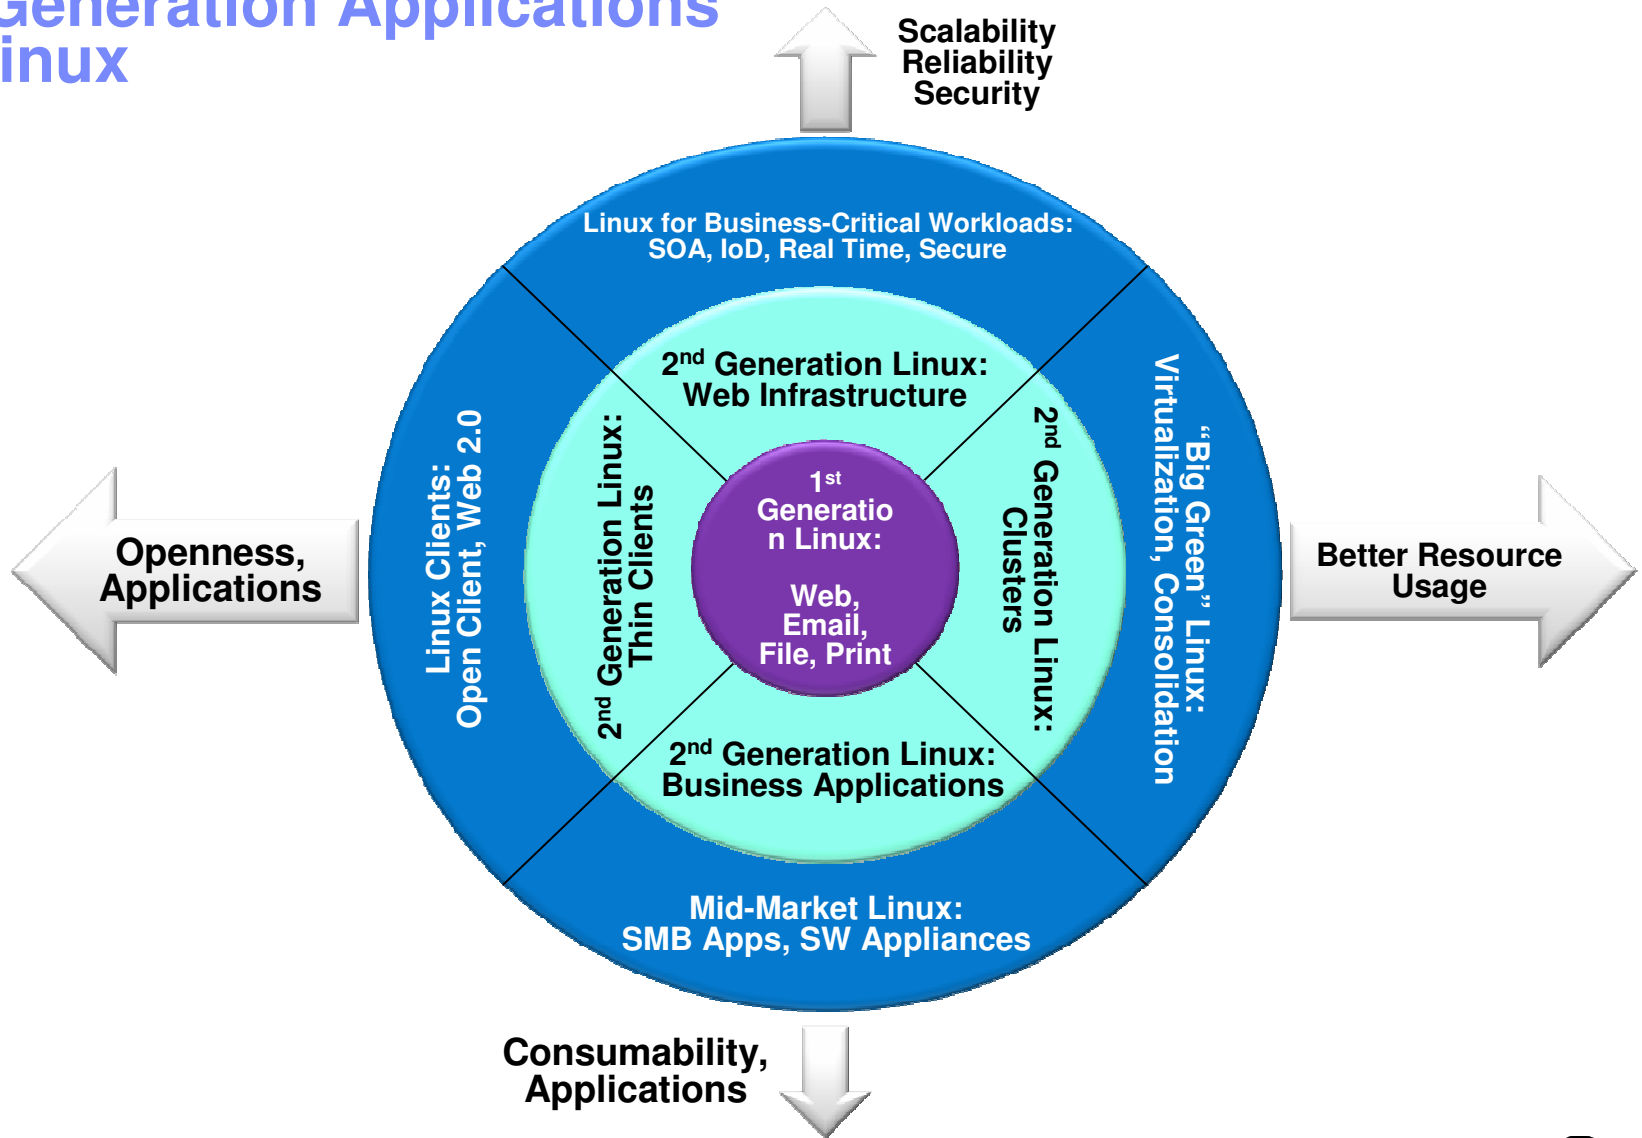 Generation Applications
inux
Scalability
Reliability
Security
Linux for Business-Critical Workloads:
SOA, IoD, Real Time, Secure
2nd Generation Linux:
Web Infrastructure
Linux Clients:
Open Client, Web 2.0
2nd Generation Linux:
Thin Clients
1st
Generatio
n Linux:
Web,
Email,
File, Print
2nd Generation Linux:
Clusters
“Big Green” Linux:
Virtualization, Consolidation
Openness,
Applications
Better Resource
Usage
2nd Generation Linux:
Business Applications
Mid-Market Linux:
SMB Apps, SW Appliances
Consumability,
Applications